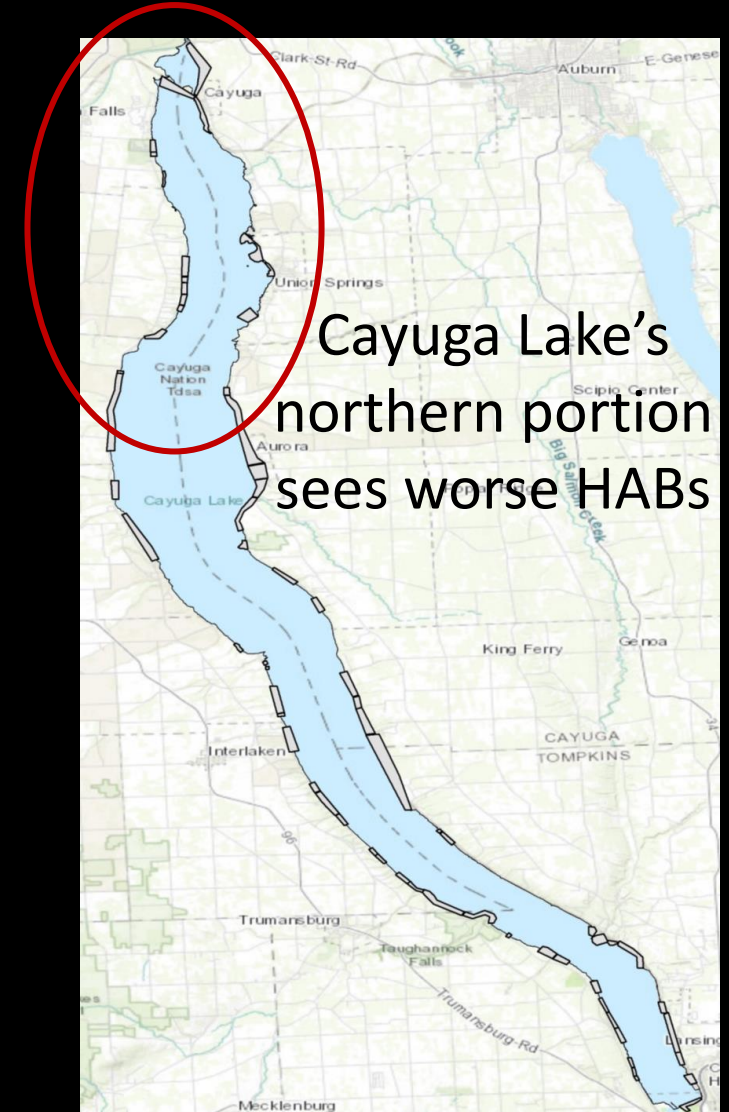 Clark-St-Rd
E-Genese
Auburn
Cayuga
Falls
Union Springs
Cayuga Lake's
northern portion
sees worse HABs
Cayuga
Nation
Tdsa
Scipio Center
Aurora
Big Salmon Creek
Cayuga Lake
King Ferry
Genoa
CAYUGA
TOMPKINS
34
Interlaken
96
Trumansburg
Taughannock
Falls
Trumansburg-Rd
Lansing
Mecklenburg